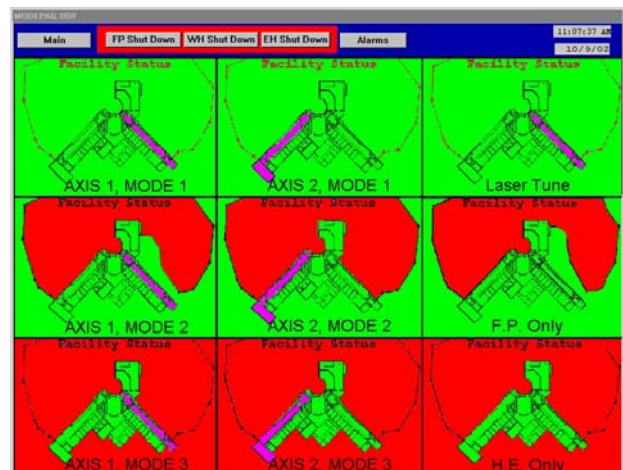 MODEPAG.ODF
Main FP Shut Down WH Shut Down EH Shut Down Alarms
11:07:37 AM
10/9/02
Facility Status Facility Status Facility Status
AXIS 1, MODE 1 AXIS 2, MODE 1 Laser Tune
Facility Status Facility Status Facility Status
AXIS 1, MODE 2 AXIS 2, MODE 2 F.P. Only
Facility Status Facility Status Facility Status
AXIS 1, MODE 3 AXIS 2, MODE 3 H.E. Only